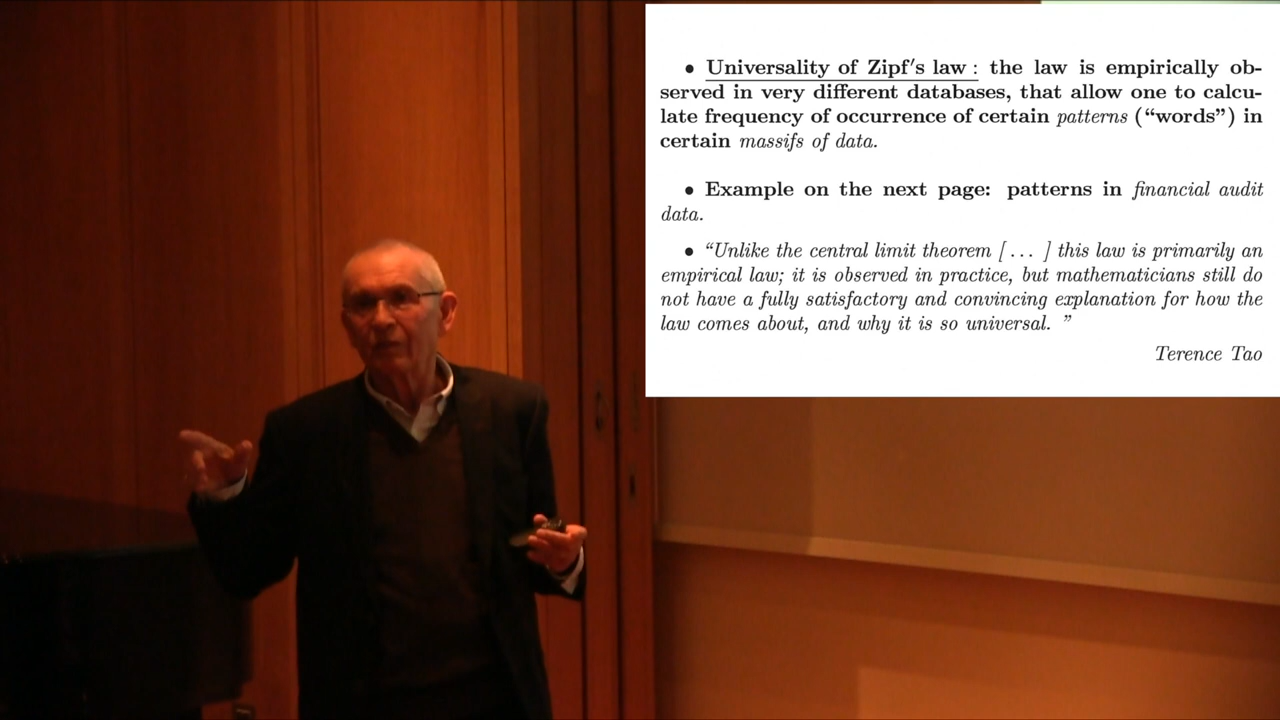 • Universality of Zipf's law : the law is empirically ob-
served in very different databases, that allow one to calcu-
late frequency of occurrence of certain patterns (“words”) in
certain massifs of data.
• Example on the next page: patterns in financial audit
data.
• “Unlike the central limit theorem [ . . . ] this law is primarily an
empirical law; it is observed in practice, but mathematicians still do
not have a fully satisfactory and convincing explanation for how the
law comes about, and why it is so universal. ”
Terence Tao